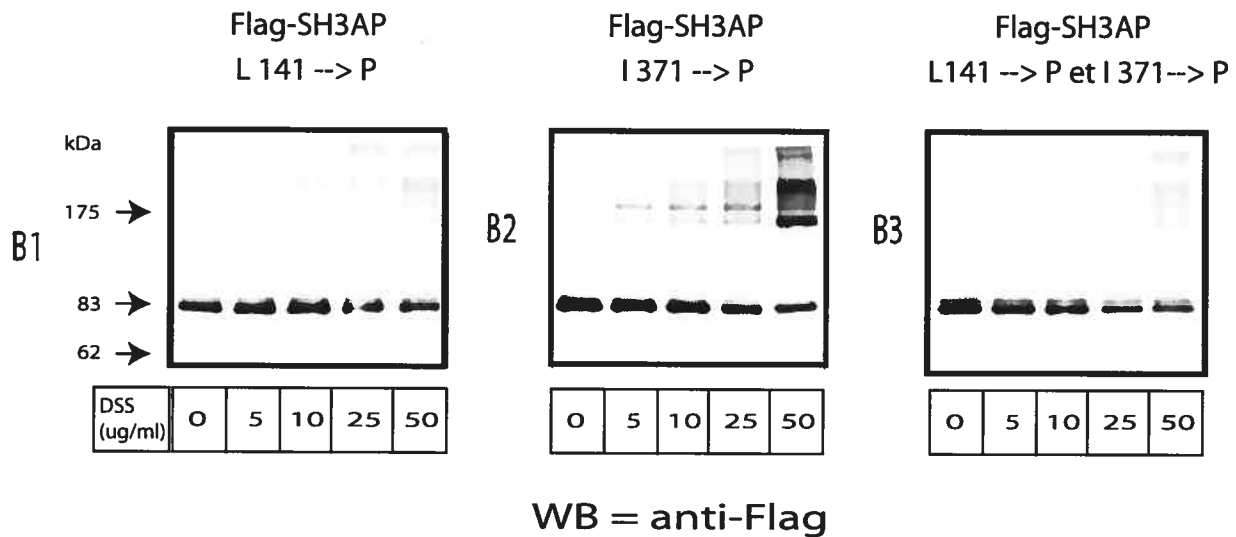 Flag-SH3AP
L 141 --> P
Flag-SH3AP
I 371 --> P
Flag-SH3AP
L141 --> P et I 371--> P
kDa
175
83
62
B1
B2
B3
DSS (ug/ml) 0 5 10 25 50
0 5 10 25 50
0 5 10 25 50
WB = anti-Flag